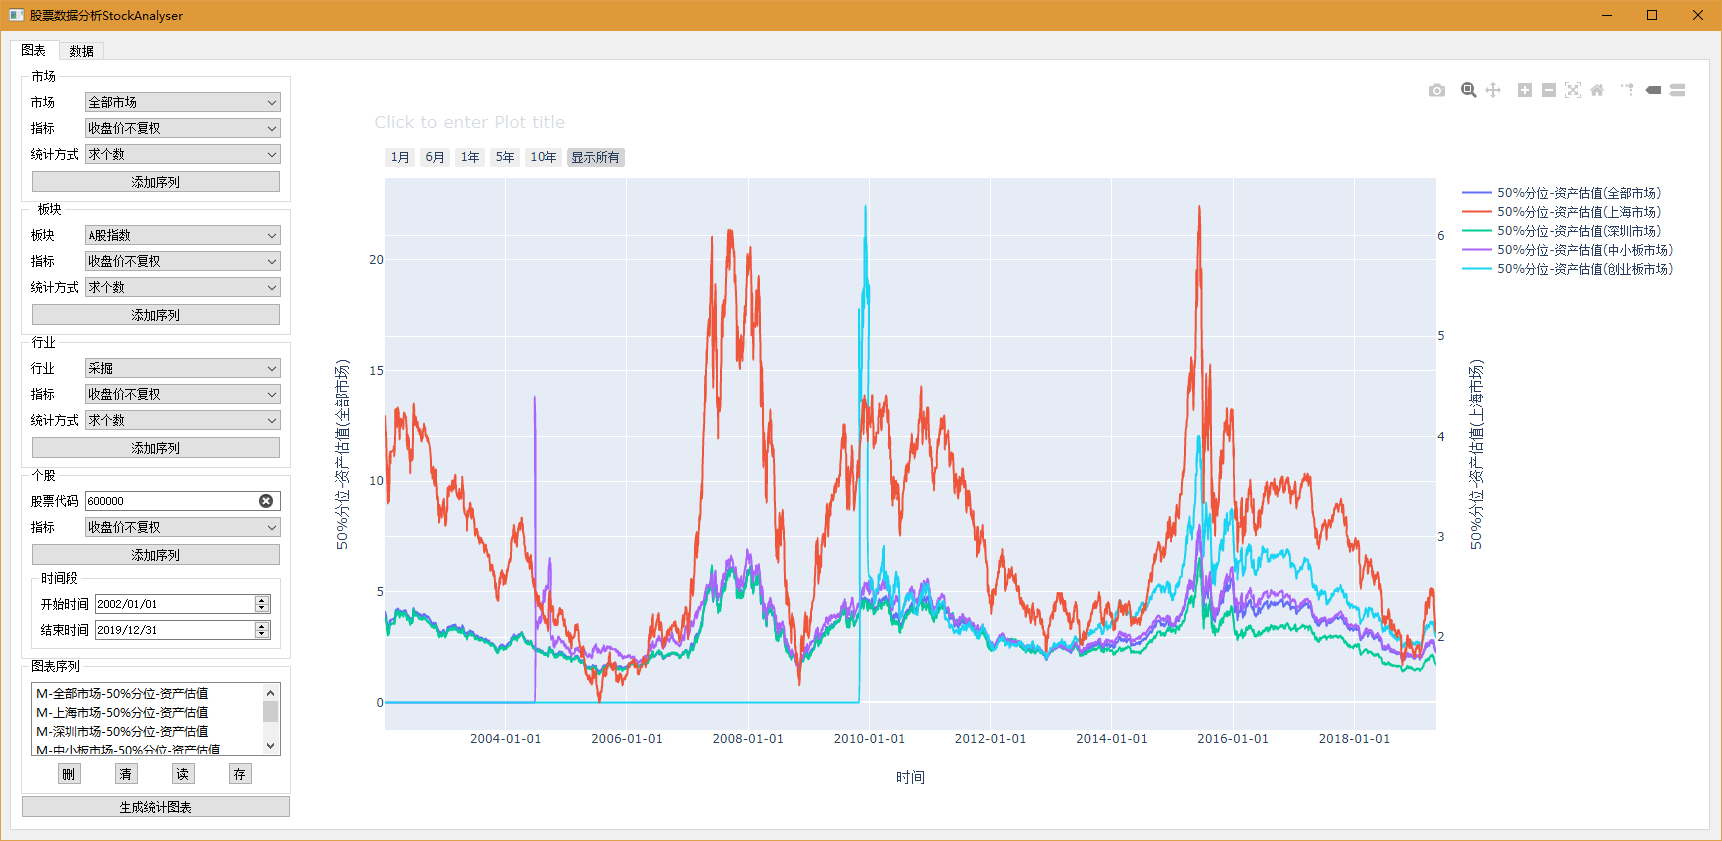 股票数据分析StockAnalyser
图表 数据
市场
市场 全部市场
指标 收盘价不复权
统计方式 求个数
添加序列
板块
板块 A股指数
指标 收盘价不复权
统计方式 求个数
添加序列
行业
行业 采掘
指标 收盘价不复权
统计方式 求个数
添加序列
个股
股票代码 600000
指标 收盘价不复权
添加序列
时间段
开始时间 2002/01/01
结束时间 2019/12/31
图表序列
M-全部市场-50%分位-资产估值
M-上海市场-50%分位-资产估值
M-深圳市场-50%分位-资产估值
M-中小板市场-50%分位-资产估值
删 清 读 存
生成统计图表
Click to enter Plot title
1月 6月 1年 5年 10年 显示所有
50%分位-资产估值(全部市场)
20
15
10
5
0
2004-01-01 2006-01-01 2008-01-01 2010-01-01 2012-01-01 2014-01-01 2016-01-01 2018-01-01
时间
6
5
4
3
2
50%分位-资产估值(上海市场)
50%分位-资产估值(全部市场)
50%分位-资产估值(上海市场)
50%分位-资产估值(深圳市场)
50%分位-资产估值(中小板市场)
50%分位-资产估值(创业板市场)